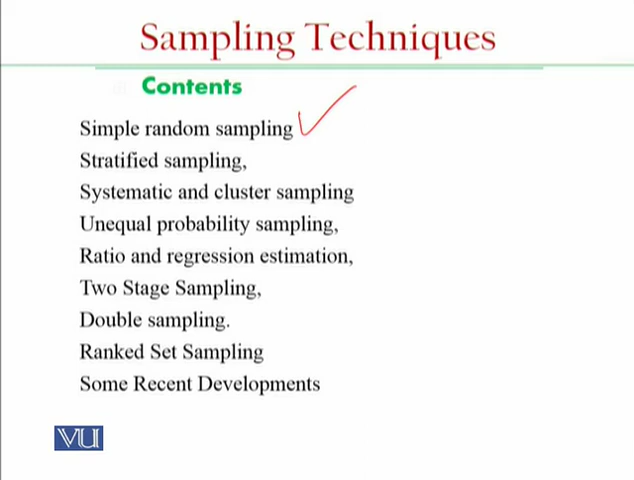 Sampling Techniques
Contents
Simple random sampling
Stratified sampling,
Systematic and cluster sampling
Unequal probability sampling,
Ratio and regression estimation,
Two Stage Sampling,
Double sampling.
Ranked Set Sampling
Some Recent Developments
VU